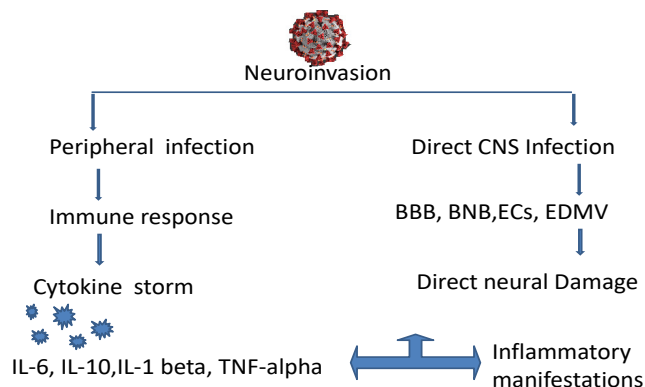 Neuroinvasion
Peripheral infection
Direct CNS Infection
Immune response
BBB, BNB,ECs, EDMV
Cytokine storm
Direct neural Damage
IL-6, IL-10,IL-1 beta, TNF-alpha
Inflammatory
manifestations